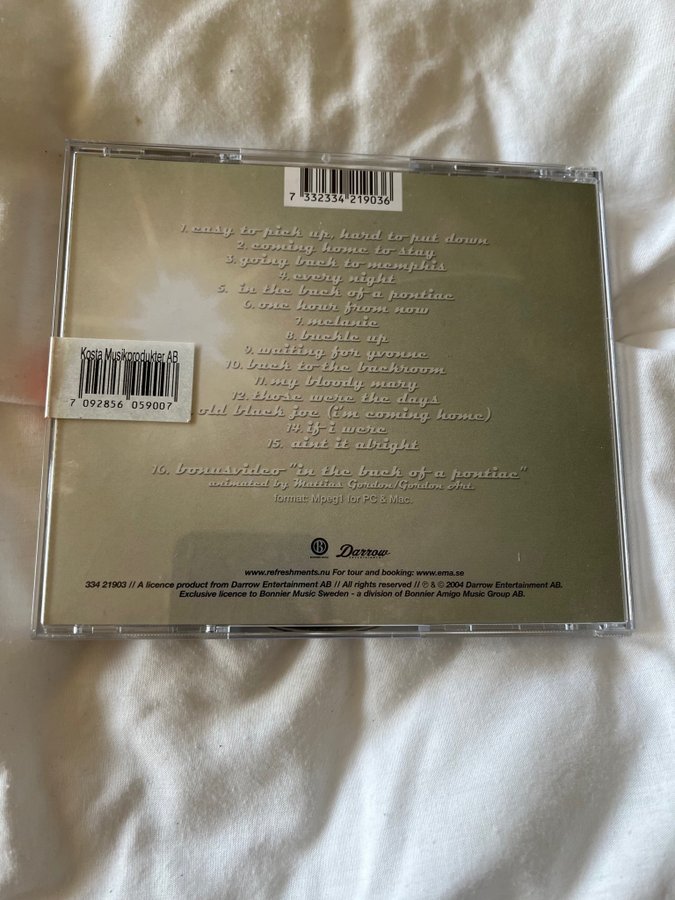 7 332334 219036
1. easy to pick up, hard to put down
2. coming home to stay
3. going back to memphis
4. every night
5. in the back of a pontiac
6. one hour from now
7. melanie
8. buckle up
9. waiting for yvonne
10. back to the backroom
11. my bloody mary
12. those were the days
old black joe (i'm coming home)
14. if i were
15. aint it alright
16. bonusvideo "in the back of a pontiac"
animated by Mattias Gordon/Gordon Art
format: Mpeg1 for PC & Mac.
Kosta Musikprodukter AB
7 092856 059007
B Darrow
www.refreshments.nu For tour and booking: www.ema.se
334 21903 // A licence product from Darrow Entertainment AB // All rights reserved // ℗ & © 2004 Darrow Entertainment AB.
Exclusive licence to Bonnier Music Sweden - a division of Bonnier Amigo Music Group AB.